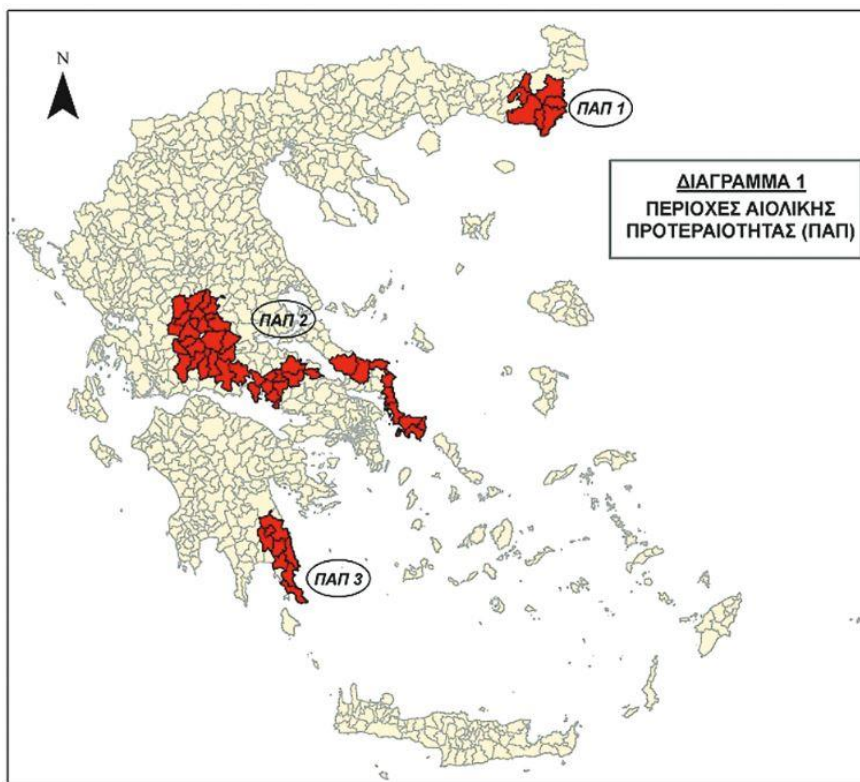 N
ΠΑΠ 1
ΔΙΑΓΡΑΜΜΑ 1
ΠΕΡΙΟΧΕΣ ΑΙΟΛΙΚΗΣ
ΠΡΟΤΕΡΑΙΟΤΗΤΑΣ (ΠΑΠ)
ΠΑΠ 2
ΠΑΠ 3